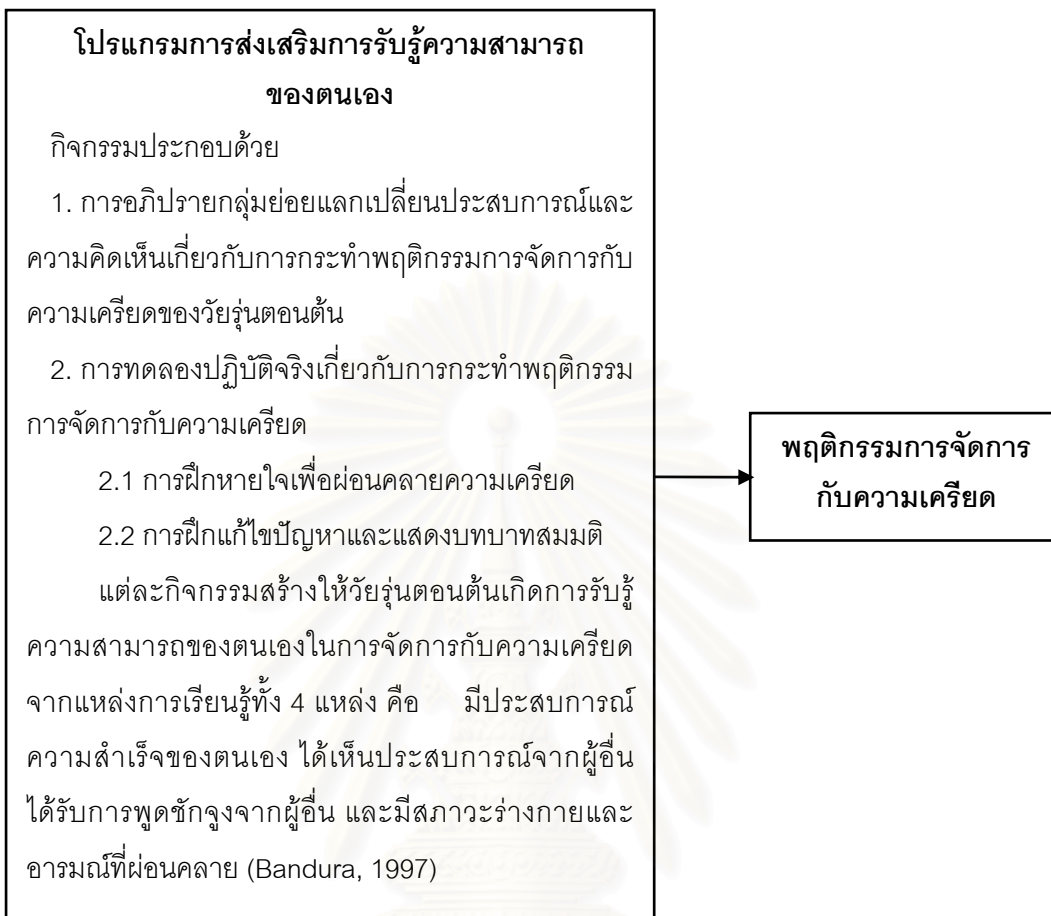 โปรแกรมการส่งเสริมการรับรู้ความสามารถ
ของตนเอง
กิจกรรมประกอบด้วย
1. การอภิปรายกลุ่มย่อยแลกเปลี่ยนประสบการณ์และ
ความคิดเห็นเกี่ยวกับการกระทำพฤติกรรมการจัดการกับ
ความเครียดของวัยรุ่นตอนต้น
2. การทดลองปฏิบัติจริงเกี่ยวกับการกระทำพฤติกรรม
การจัดการกับความเครียด
2.1 การฝึกหายใจเพื่อผ่อนคลายความเครียด
2.2 การฝึกแก้ไขปัญหาและแสดงบทบาทสมมติ
แต่ละกิจกรรมสร้างให้วัยรุ่นตอนต้นเกิดการรับรู้
ความสามารถของตนเองในการจัดการกับความเครียด
จากแหล่งการเรียนรู้ทั้ง 4 แหล่ง คือ มีประสบการณ์
ความสำเร็จของตนเอง ได้เห็นประสบการณ์จากผู้อื่น
ได้รับการพูดชักจูงจากผู้อื่น และมีสภาวะร่างกายและ
อารมณ์ที่ผ่อนคลาย (Bandura, 1997)
พฤติกรรมการจัดการ
กับความเครียด